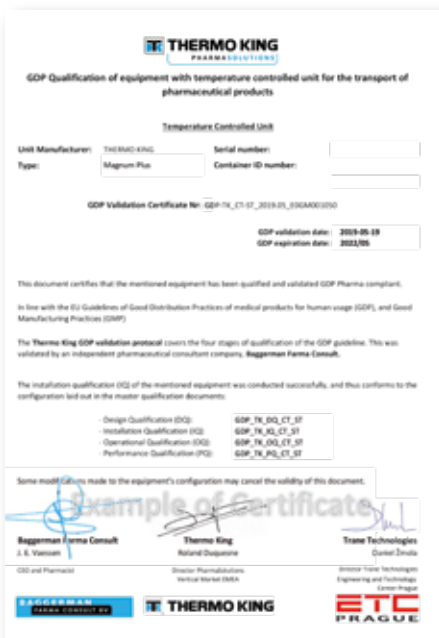 THERMO KING
PHARMASOLUTIONS
GDP Qualification of equipment with temperature controlled unit for the transport of
pharmaceutical products
Temperature Controlled Unit
Unit Manufacturer: THERMO KING Serial number:
Type: Magnum Plus Container ID number:
GDP Validation Certificate Nr: GDP-TK_CT-ST_2019-05_
GDP validation date: 2019-05-19
GDP expiration date: 2022/05
This document certifies that the mentioned equipment has been qualified and validated GDP Pharma compliant.
In line with the EU Guidelines of Good Distribution Practices of medical products for human usage (GDP), and Good
Manufacturing Practices (GMP)
The Thermo King GDP validation protocol covers the four stages of qualification of the GDP guideline. This was
validated by an independent pharmaceutical consultant company, Baggerman Farma Consult.
The installation qualification (IQ) of the mentioned equipment was conducted successfully, and thus conforms to the
configuration laid out in the master qualification documents:
- Design Qualification (DQ): GDP_TK_DQ_CT_ST
- Installation Qualification (IQ): GDP_TK_IQ_CT_ST
- Operational Qualification (OQ): GDP_TK_OQ_CT_ST
- Performance Qualification (PQ): GDP_TK_PQ_CT_ST
Some modifications made to the equipment's configuration may cancel the validity of this document.
Example of Certificate
Baggerman Farma Consult Thermo King Trane Technologies
J. E. Vaessen Roland Duquesne Daniel Žmola
CEO and Pharmacist Director PharmaSolutions Director Trane Technologies
Vertical Market EMEA Engineering and Technology
Center Prague
BAGGERMAN
FARMA CONSULT BV
THERMO KING
ETC
PRAGUE